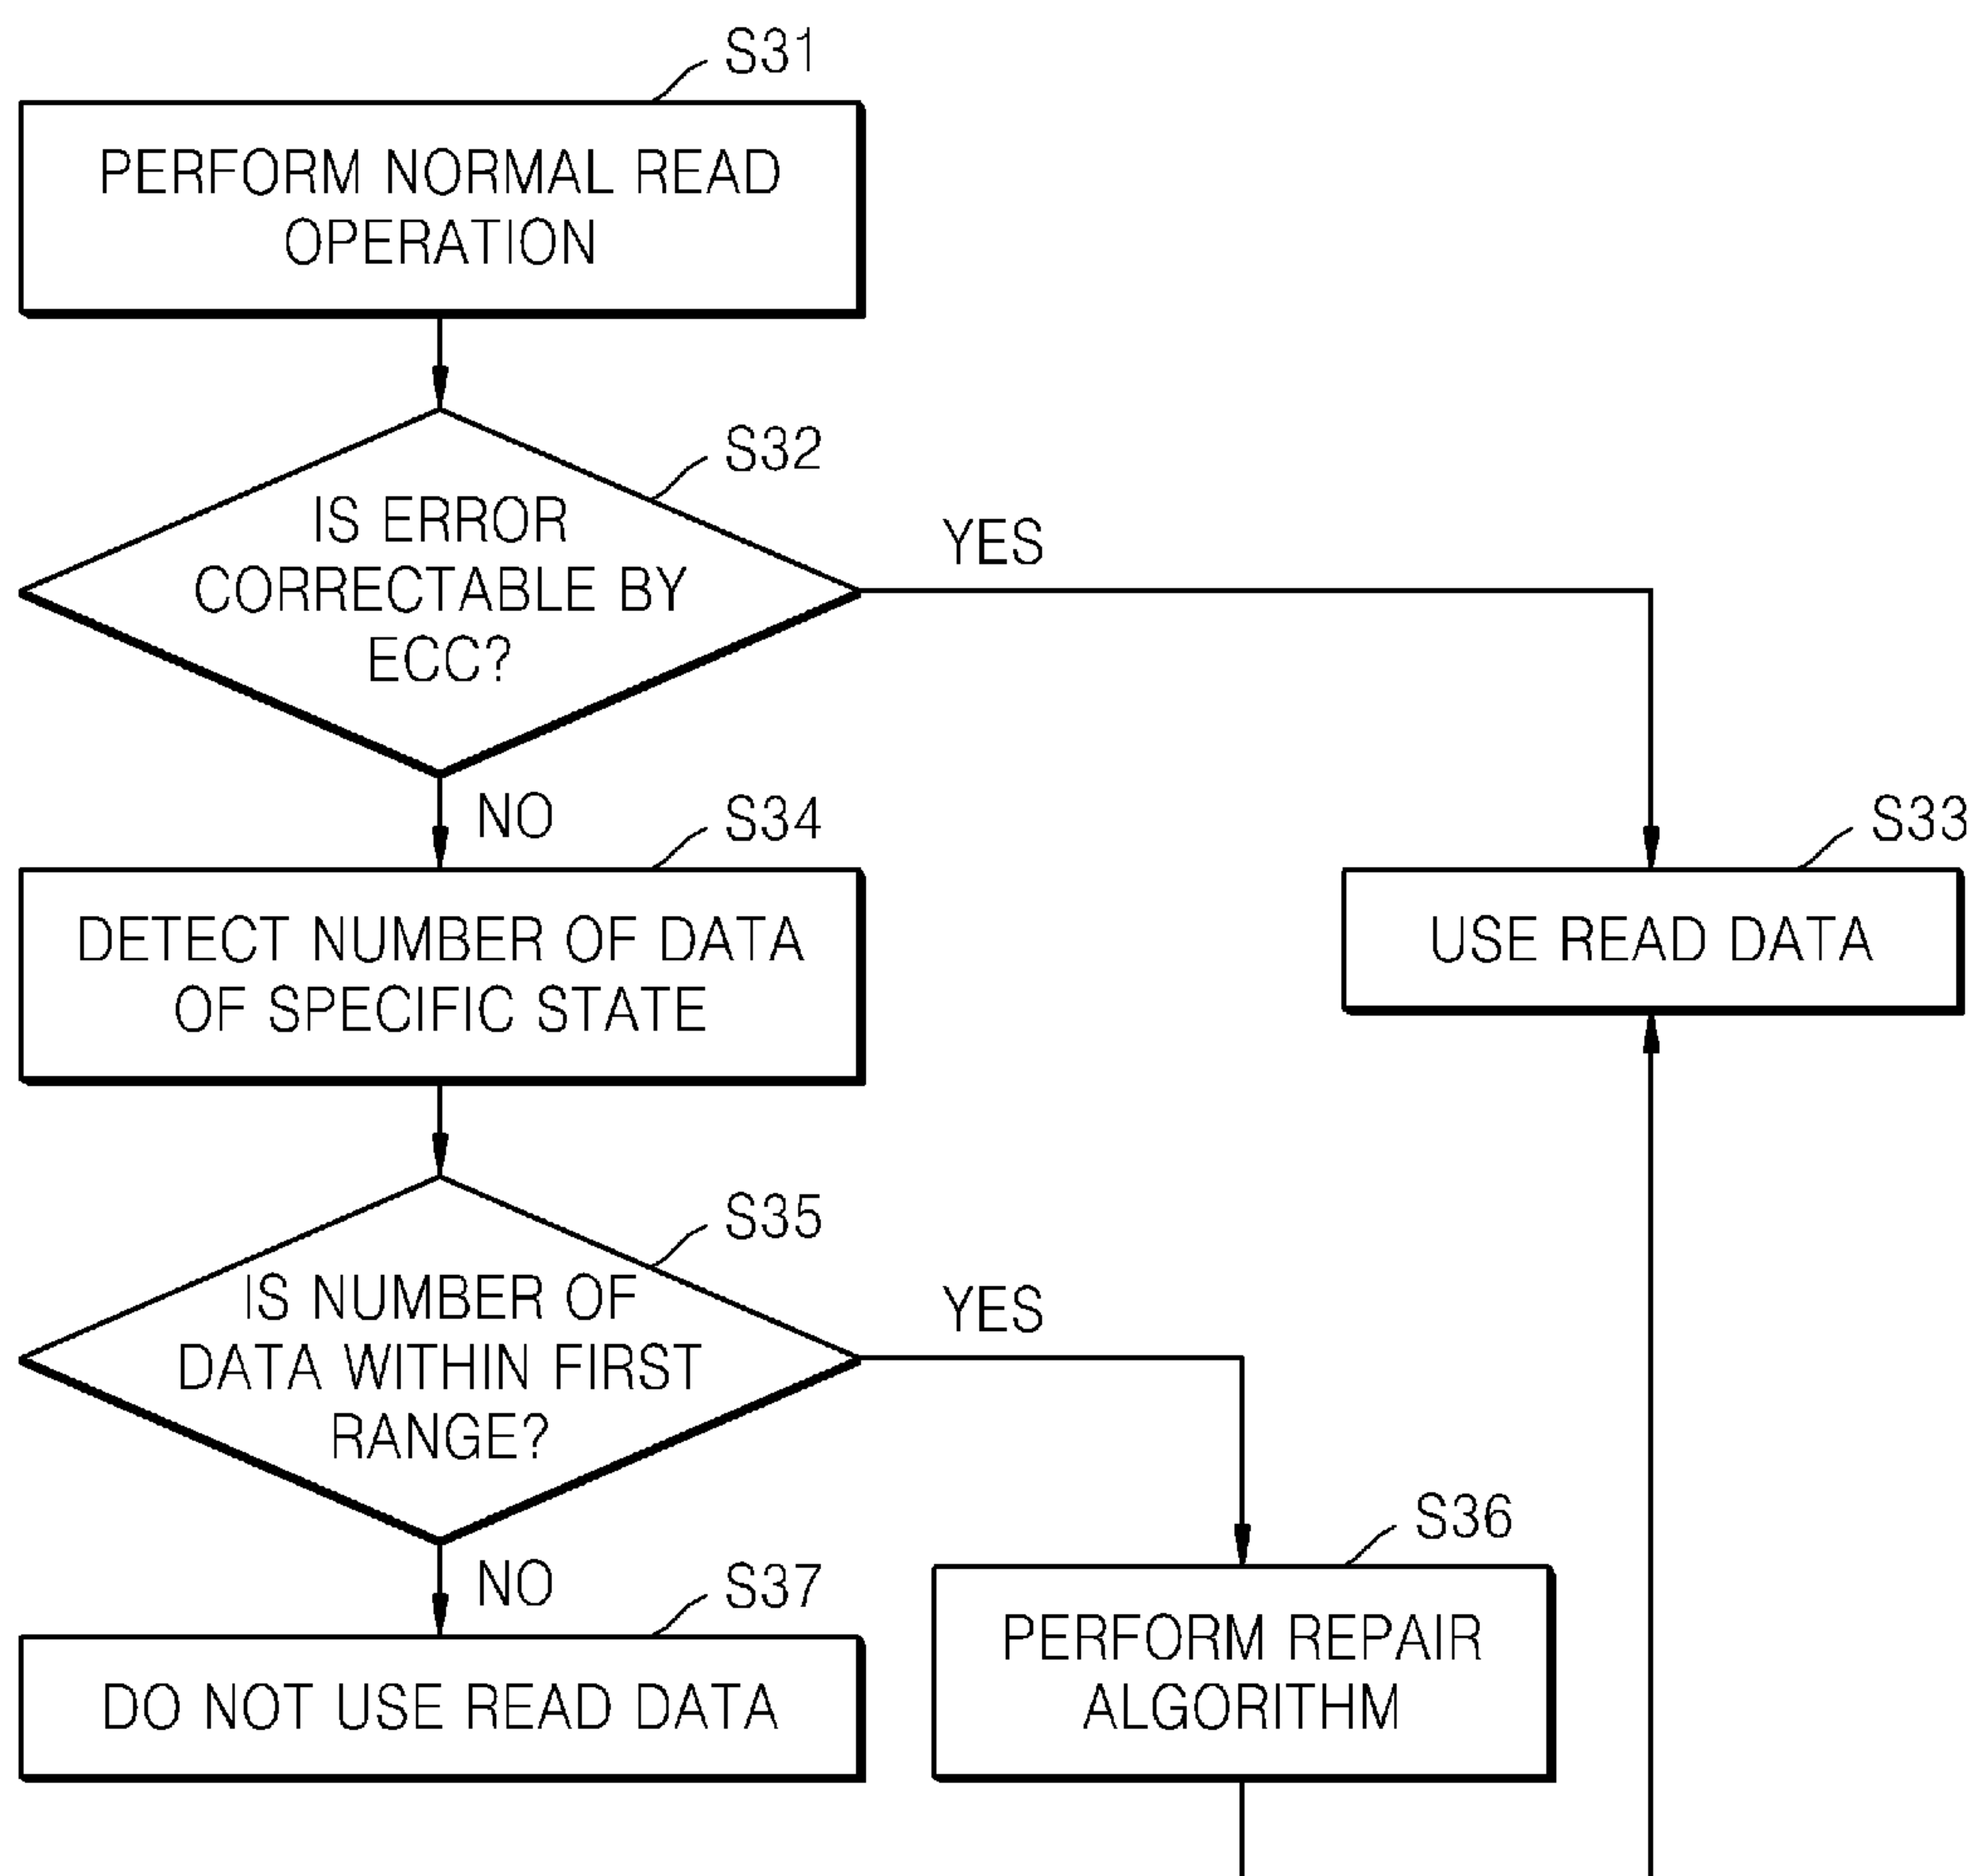 S31
PERFORM NORMAL READ
OPERATION
S32
IS ERROR
CORRECTABLE BY
ECC?
YES
NO
S34
DETECT NUMBER OF DATA
OF SPECIFIC STATE
S33
USE READ DATA
S35
IS NUMBER OF
DATA WITHIN FIRST
RANGE?
YES
NO
S36
PERFORM REPAIR
ALGORITHM
S37
DO NOT USE READ DATA